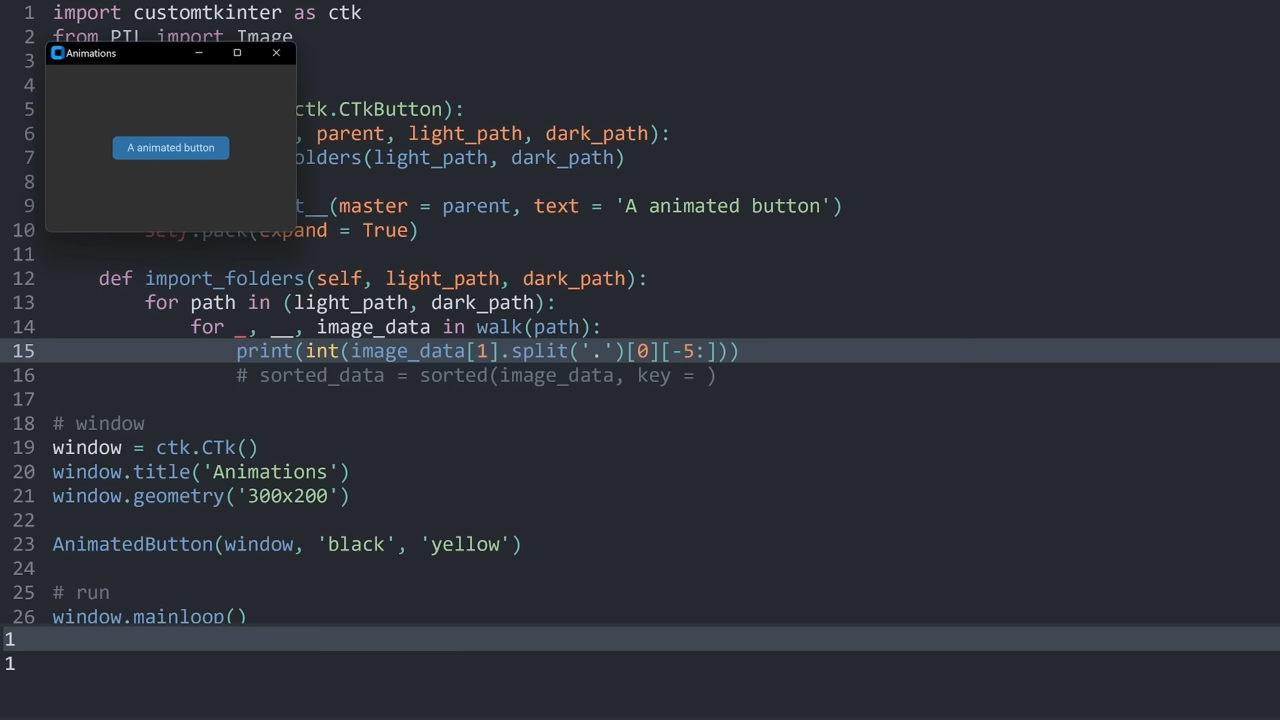 1 import customtkinter as ctk
2 from PIL import Image
3
4
5 ctk.CTkButton):
6 , parent, light_path, dark_path):
7 olders(light_path, dark_path)
8
9 t__(master = parent, text = 'A animated button')
10 self.pack(expand = True)
11
12 def import_folders(self, light_path, dark_path):
13 for path in (light_path, dark_path):
14 for _, __, image_data in walk(path):
15 print(int(image_data[1].split('.')[0][-5:]))
16 # sorted_data = sorted(image_data, key = )
17
18 # window
19 window = ctk.CTk()
20 window.title('Animations')
21 window.geometry('300x200')
22
23 AnimatedButton(window, 'black', 'yellow')
24
25 # run
26 window.mainloop()
1
1
Animations
A animated button